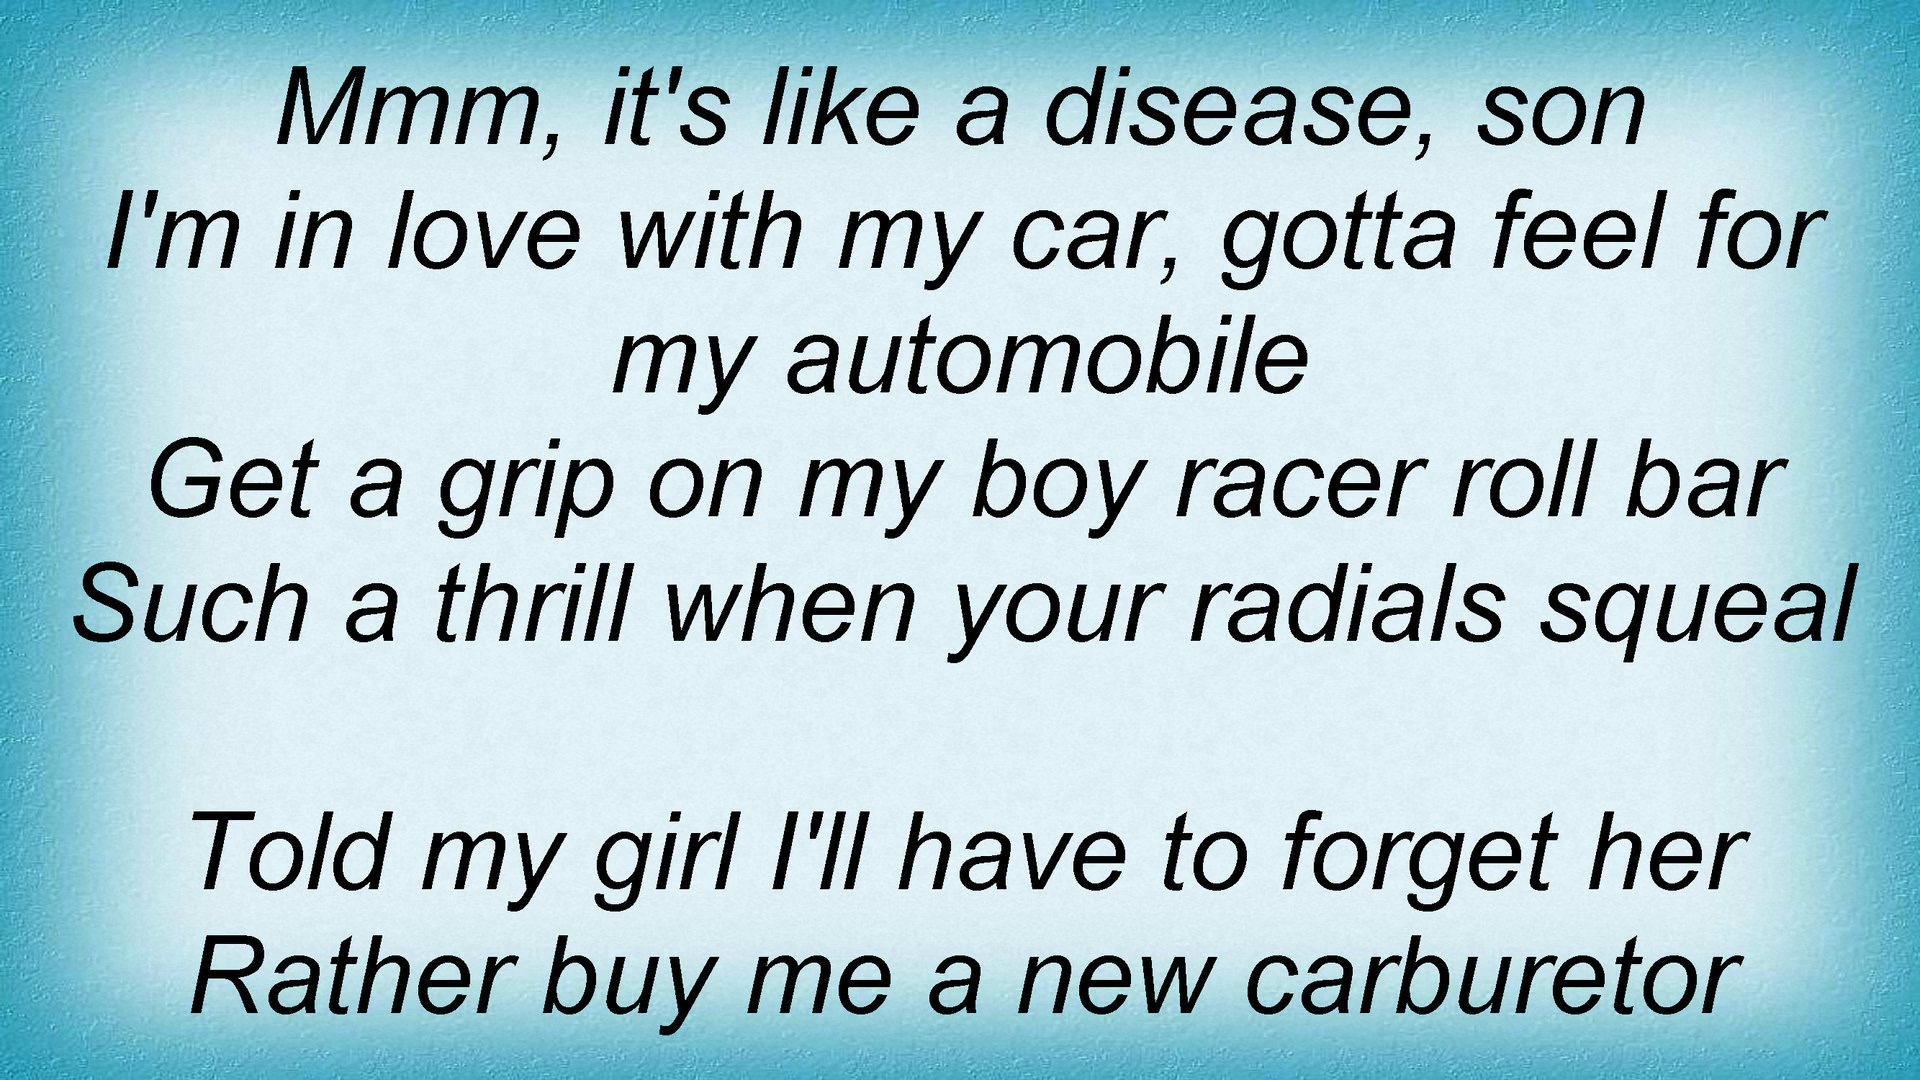 Mmm, it's like a disease, son
I'm in love with my car, gotta feel for
my automobile
Get a grip on my boy racer roll bar
Such a thrill when your radials squeal
Told my girl I'll have to forget her
Rather buy me a new carburetor